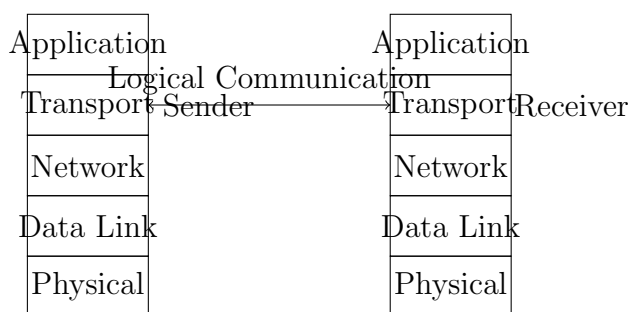 Application
Application
Logical Communication
Transport
Sender
Transport
Receiver
Network
Network
Data Link
Data Link
Physical
Physical